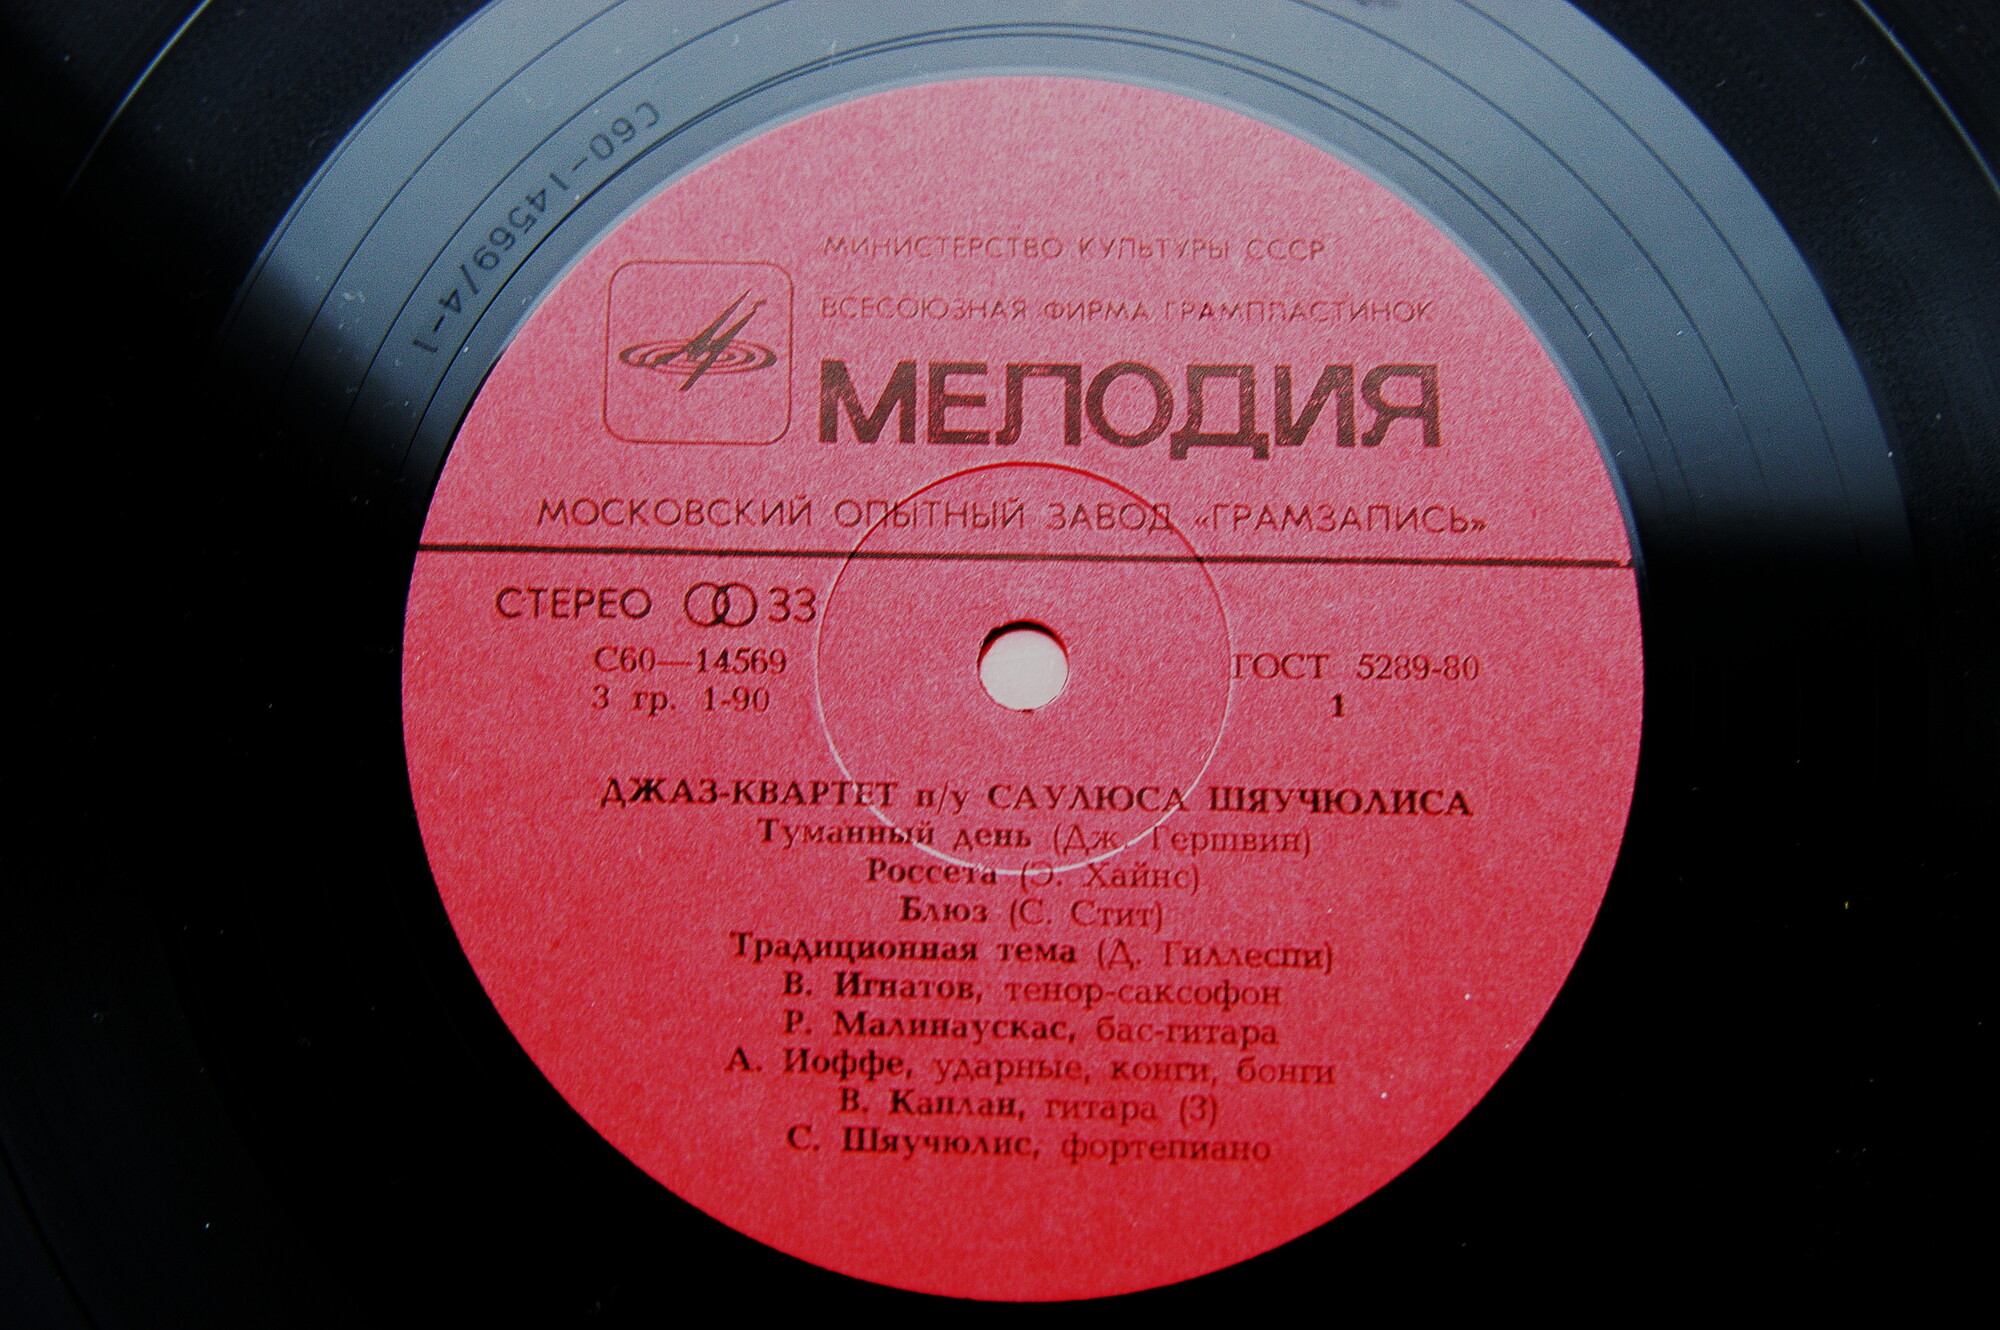 С60-14569/4-1
МИНИСТЕРСТВО КУЛЬТУРЫ СССР
ВСЕСОЮЗНАЯ ФИРМА ГРАМПЛАСТИНОК
МЕЛОДИЯ
МОСКОВСКИЙ ОПЫТНЫЙ ЗАВОД «ГРАМЗАПИСЬ»
СТЕРЕО 33
С60—14569
ГОСТ 5289-80
3 гр. 1-90
1
ДЖАЗ-КВАРТЕТ п/у САУЛЮСА ШЯУЧЮЛИСА
Туманный день (Дж. Гершвин)
Россета (Э. Хайнс)
Блюз (С. Стит)
Традиционная тема (Д. Гиллеспи)
В. Игнатов, тенор-саксофон
Р. Малинаускас, бас-гитара
А. Иоффе, ударные, конги, бонги
В. Каплан, гитара (3)
С. Шяучюлис, фортепиано